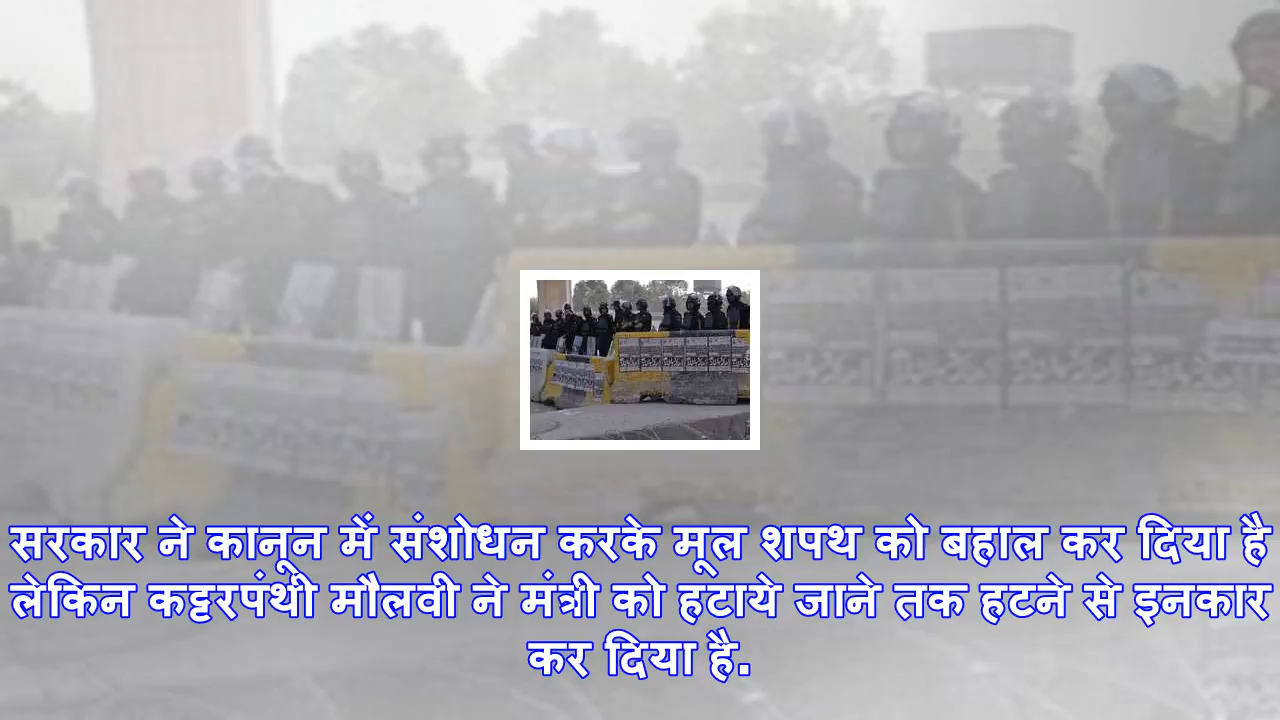 सरकार ने कानून में संशोधन करके मूल शपथ को बहाल कर दिया है
लेकिन कट्टरपंथी मौलवी ने मंत्री को हटाये जाने तक हटने से इनकार
कर दिया है.